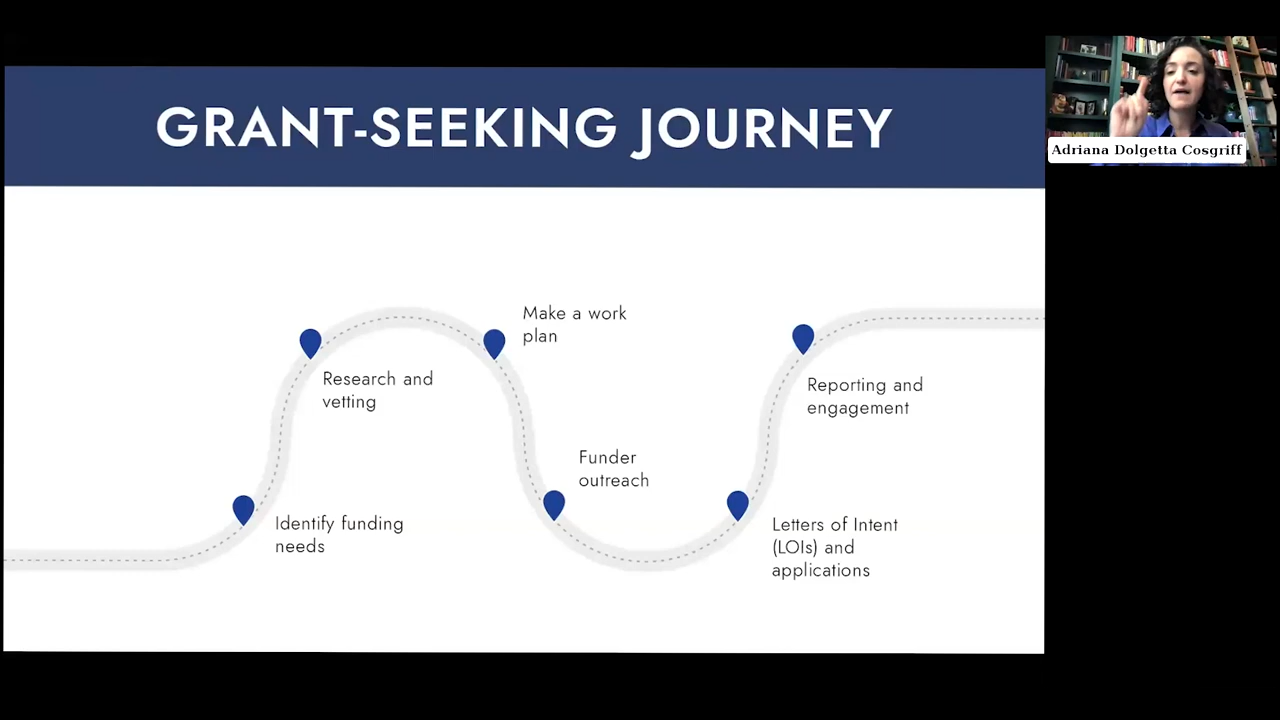 GRANT-SEEKING JOURNEY
Adriana Dolgetta Cosgriff
Make a work
plan
Research and
vetting
Reporting and
engagement
Funder
outreach
Identify funding
needs
Letters of Intent
(LOIs) and
applications